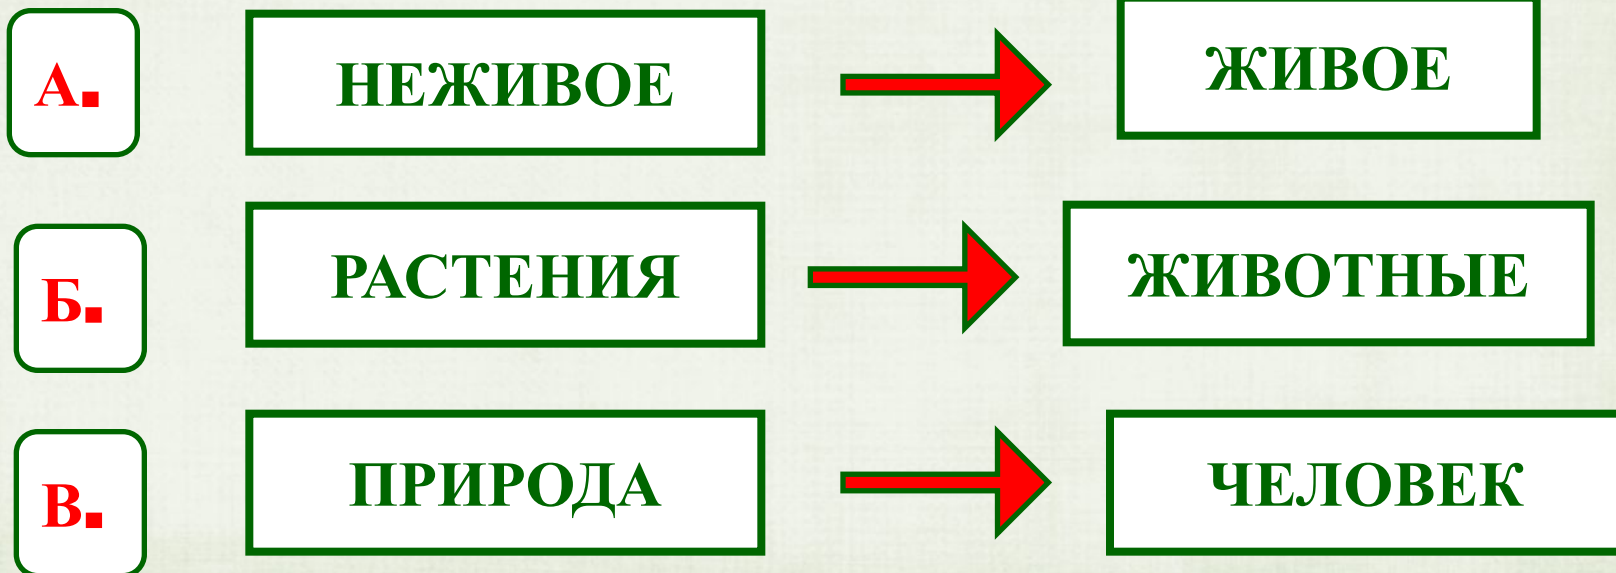 А. НЕЖИВОЕ ЖИВОЕ
Б. РАСТЕНИЯ ЖИВОТНЫЕ
В. ПРИРОДА ЧЕЛОВЕК